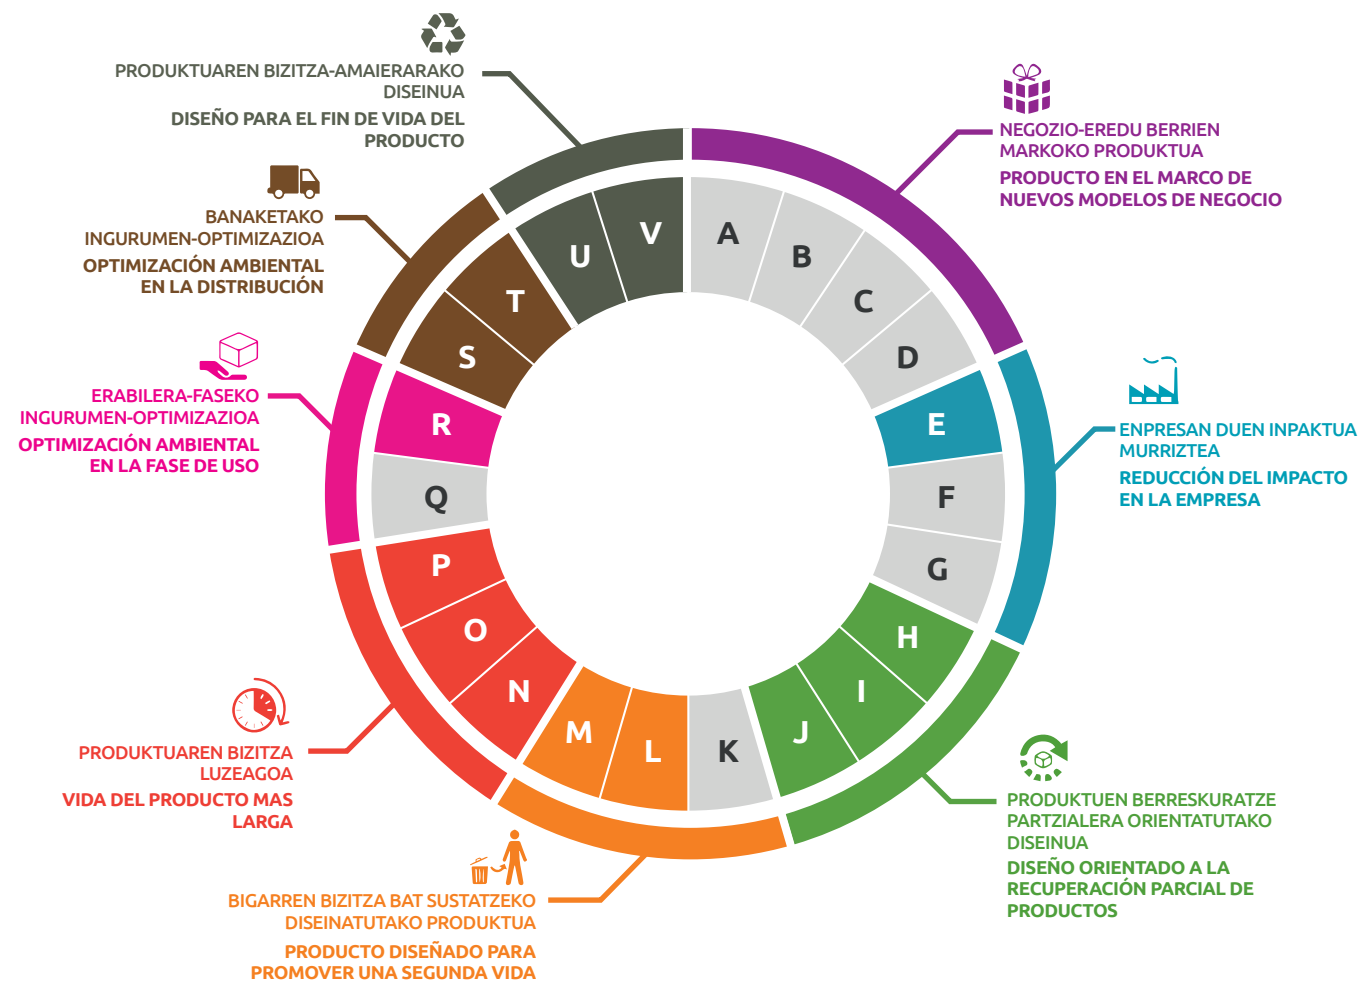 PRODUKTUAREN BIZITZA-AMAIERARAKO
DISEINUA
DISEÑO PARA EL FIN DE VIDA DEL
PRODUCTO
NEGOZIO-EREDU BERRIEN
MARKOKO PRODUKTUA
PRODUCTO EN EL MARCO DE
NUEVOS MODELOS DE NEGOCIO
BANAKETAKO
INGURUMEN-OPTIMIZAZIOA
OPTIMIZACIÓN AMBIENTAL
EN LA DISTRIBUCIÓN
ERABILERA-FASEKO
INGURUMEN-OPTIMIZAZIOA
OPTIMIZACIÓN AMBIENTAL
EN LA FASE DE USO
ENPRESAN DUEN INPAKTUA
MURRIZTEA
REDUCCIÓN DEL IMPACTO
EN LA EMPRESA
A
B
C
D
E
F
G
H
I
J
K
L
M
N
O
P
Q
R
S
T
U
V
PRODUKTUAREN BIZITZA
LUZEAGOA
VIDA DEL PRODUCTO MAS
LARGA
PRODUKTUEN BERRESKURATZE
PARTZIALERA ORIENTATUTAKO
DISEINUA
DISEÑO ORIENTADO A LA
RECUPERACIÓN PARCIAL DE
PRODUCTOS
BIGARREN BIZITZA BAT SUSTATZEKO
DISEINATUTAKO PRODUKTUA
PRODUCTO DISEÑADO PARA
PROMOVER UNA SEGUNDA VIDA